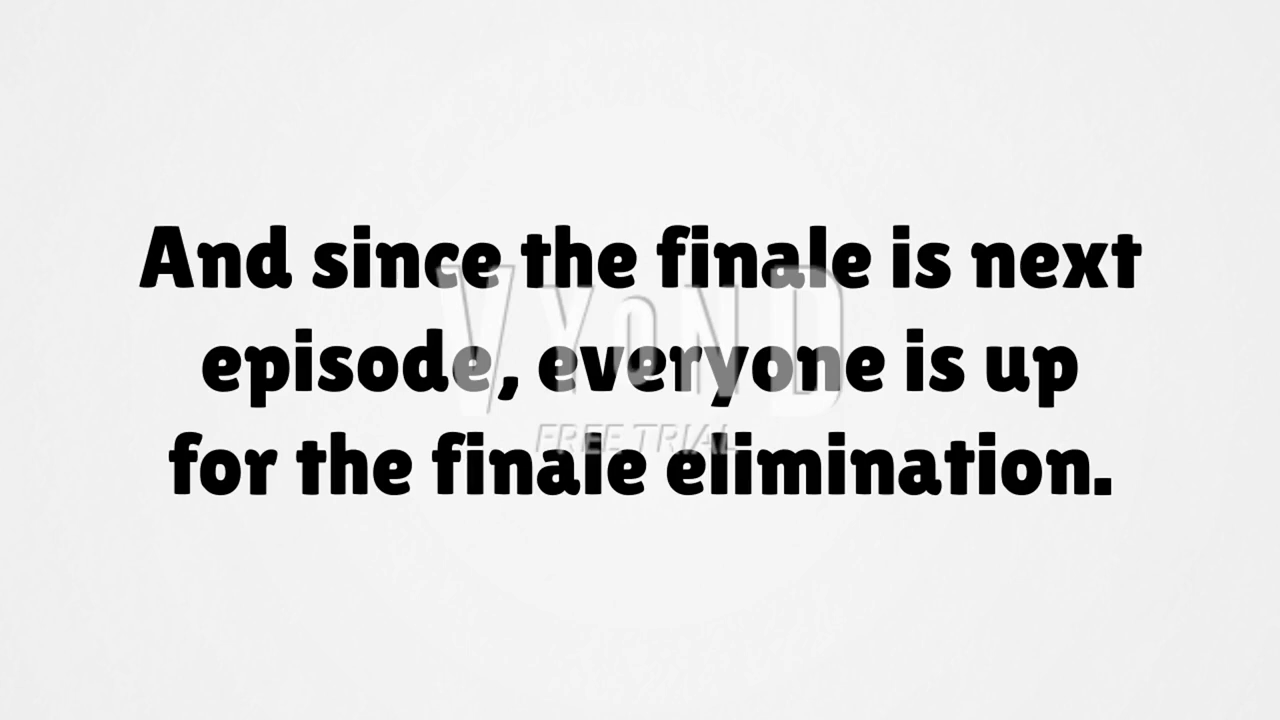 And since the finale is next
episode, everyone is up
for the finale elimination.
VYOND
FREE TRIAL